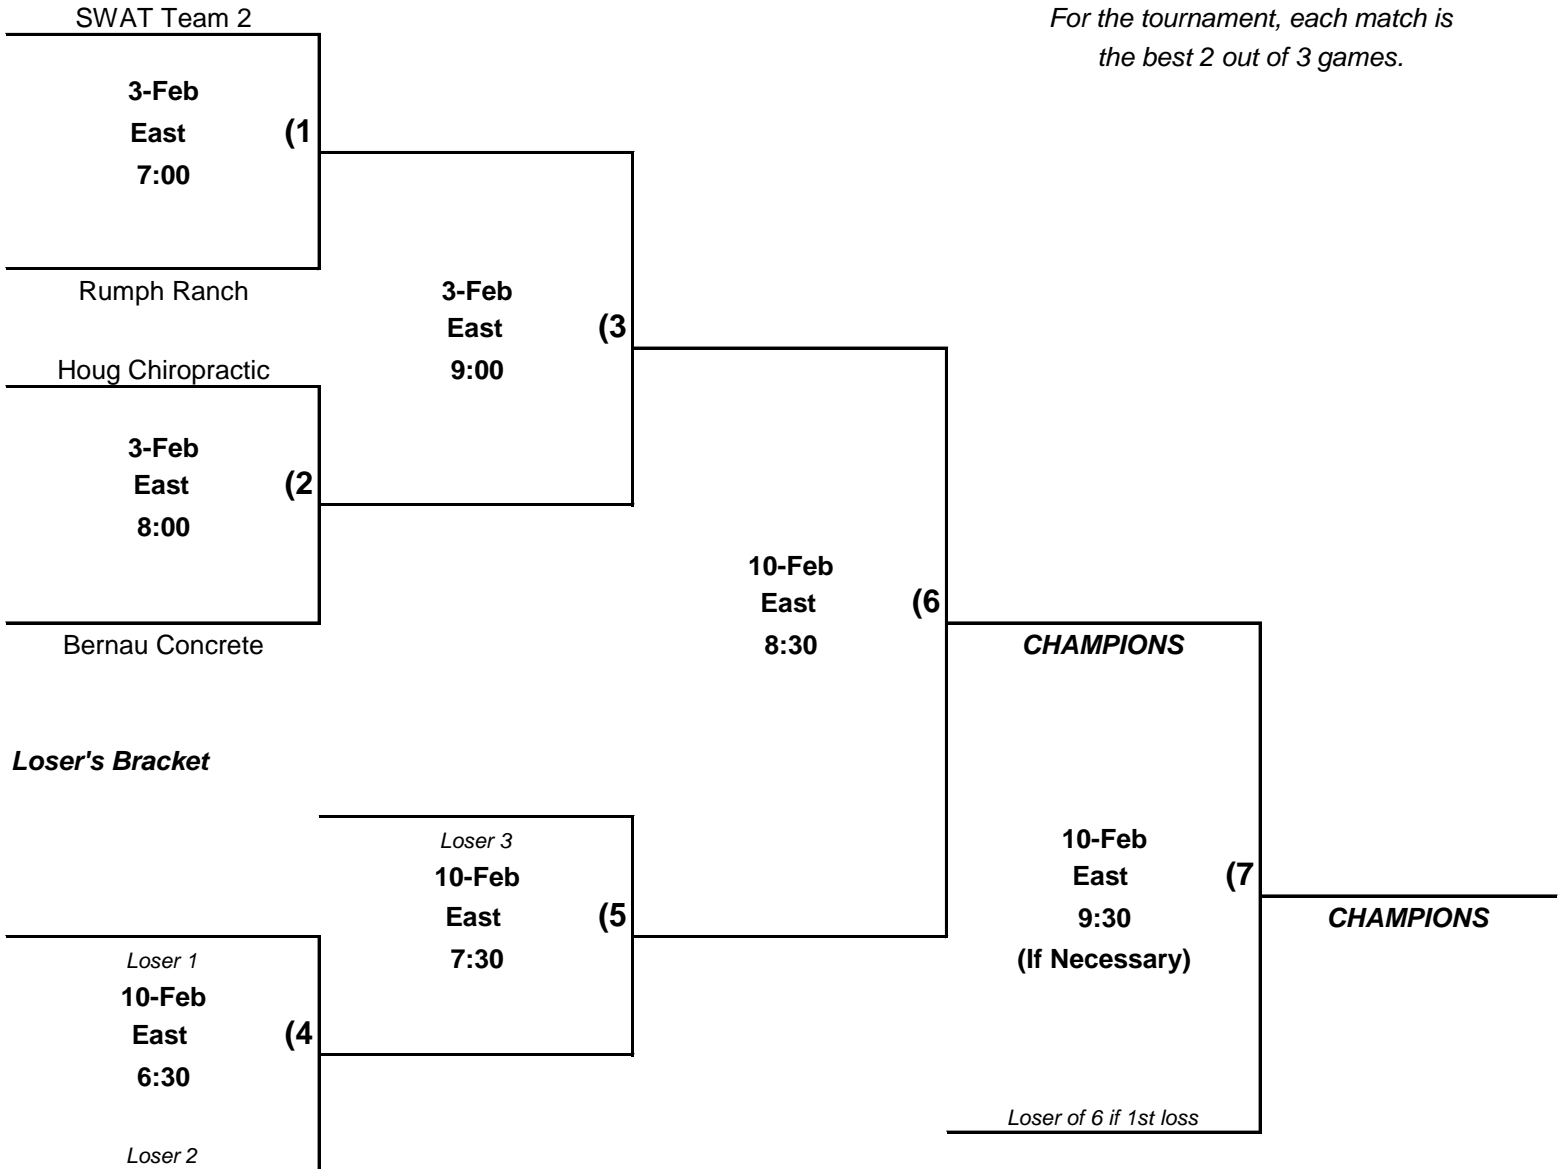 SWAT Team 2
For the tournament, each match is
the best 2 out of 3 games.
3-Feb
East (1
7:00
Rumph Ranch
3-Feb
East (3
9:00
Houg Chiropractic
3-Feb
East (2
8:00
Bernau Concrete
10-Feb
East (6
8:30
CHAMPIONS
Loser's Bracket
Loser 3
10-Feb
East (5
7:30
10-Feb
East (7
9:30
(If Necessary)
CHAMPIONS
Loser 1
10-Feb
East (4
6:30
Loser 2
Loser of 6 if 1st loss